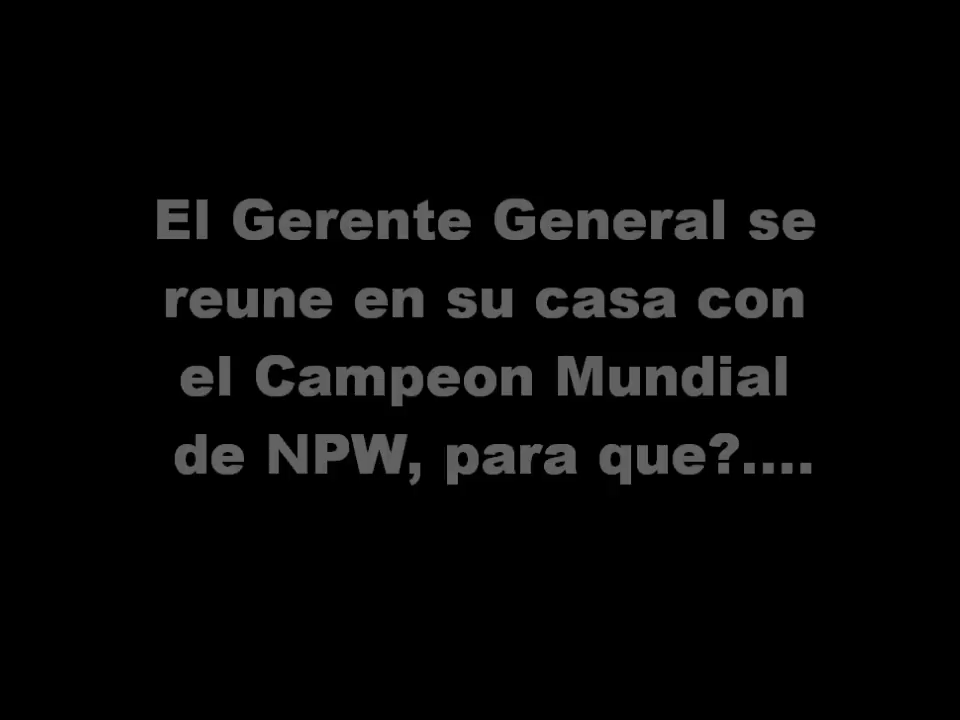 El Gerente General se
reune en su casa con
el Campeon Mundial
de NPW, para que?....